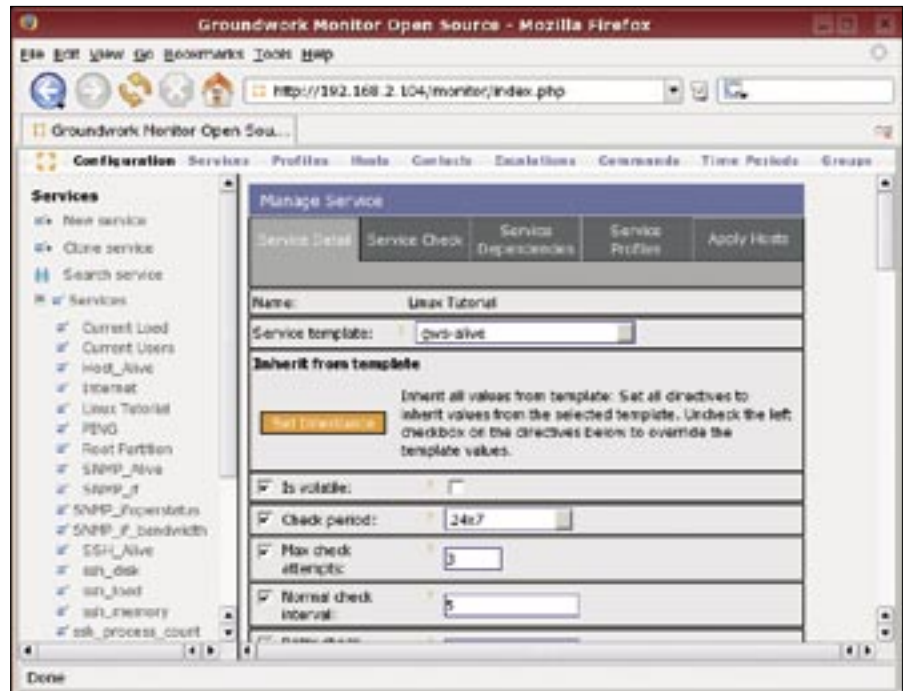 Groundwork Monitor Open Source - Mozilla Firefox
File Edit View Go Bookmarks Tools Help
http://192.168.2.104/monitor/index.php
Groundwork Monitor Open Sou...
Configuration Services Profiles Hosts Contacts Escalations Commands Time Periods Groups
Services
New service
Clone service
Search service
Services
Current Load
Current Users
Host_Alive
Internet
Linux Tutorial
PING
Root Partition
SNMP_Alive
SNMP_if
SNMP_ifoperstatus
SNMP_if_bandwidth
SSH_Alive
ssh_disk
ssh_load
ssh_memory
ssh_process_count
Manage Service
Service Detail
Service Check
Service Dependencies
Service Profiles
Apply Hosts
Name: Linux Tutorial
Service template: gws-alive
Inherit from template
Set Inheritance
Inherit all values from template: Set all directives to
inherit values from the selected template. Uncheck the left
checkbox on the directives below to override the
template values.
Is volatile:
Check period: 24x7
Max check
attempts: 3
Normal check
interval: 5
Done